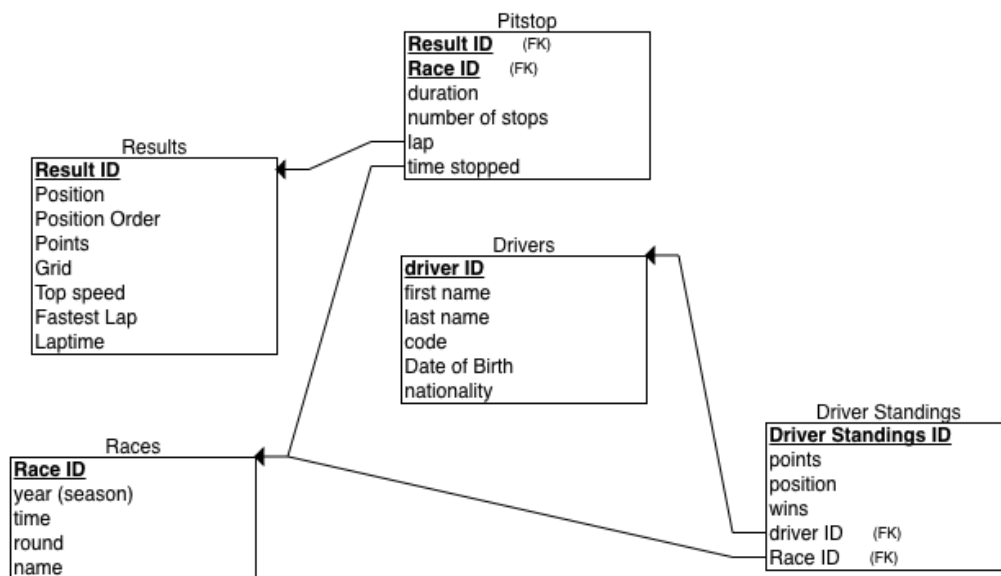 Pitstop
Result ID (FK)
Race ID (FK)
duration
number of stops
lap
time stopped
Results
Result ID
Position
Position Order
Points
Grid
Top speed
Fastest Lap
Laptime
Drivers
driver ID
first name
last name
code
Date of Birth
nationality
Driver Standings
Driver Standings ID
points
position
wins
driver ID (FK)
Race ID (FK)
Races
Race ID
year (season)
time
round
name